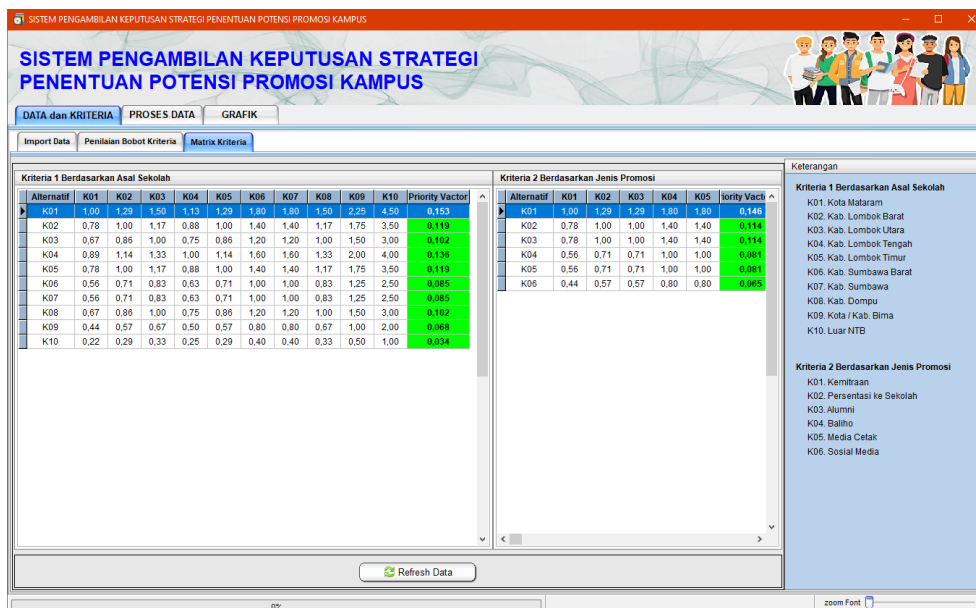 SISTEM PENGAMBILAN KEPUTUSAN STRATEGI PENENTUAN POTENSI PROMOSI KAMPUS
SISTEM PENGAMBILAN KEPUTUSAN STRATEGI
PENENTUAN POTENSI PROMOSI KAMPUS
DATA dan KRITERIA PROSES DATA GRAFIK
Import Data Penilaian Bobot Kriteria Matrix Kriteria
Kriteria 1 Berdasarkan Asal Sekolah
Alternatif K01 K02 K03 K04 K05 K06 K07 K08 K09 K10 Priority Vactor
K01 1,00 1,29 1,50 1,13 1,29 1,80 1,80 1,50 2,25 4,50 0,153
K02 0,78 1,00 1,17 0,88 1,00 1,40 1,40 1,17 1,75 3,50 0,119
K03 0,67 0,86 1,00 0,75 0,86 1,20 1,20 1,00 1,50 3,00 0,102
K04 0,89 1,14 1,33 1,00 1,14 1,60 1,60 1,33 2,00 4,00 0,136
K05 0,78 1,00 1,17 0,88 1,00 1,40 1,40 1,17 1,75 3,50 0,119
K06 0,56 0,71 0,83 0,63 0,71 1,00 1,00 0,83 1,25 2,50 0,085
K07 0,56 0,71 0,83 0,63 0,71 1,00 1,00 0,83 1,25 2,50 0,085
K08 0,67 0,86 1,00 0,75 0,86 1,20 1,20 1,00 1,50 3,00 0,102
K09 0,44 0,57 0,67 0,50 0,57 0,80 0,80 0,67 1,00 2,00 0,068
K10 0,22 0,29 0,33 0,25 0,29 0,40 0,40 0,33 0,50 1,00 0,034
Kriteria 2 Berdasarkan Jenis Promosi
Alternatif K01 K02 K03 K04 K05 iority Vact
K01 1,00 1,29 1,29 1,80 1,80 0,146
K02 0,78 1,00 1,00 1,40 1,40 0,114
K03 0,78 1,00 1,00 1,40 1,40 0,114
K04 0,56 0,71 0,71 1,00 1,00 0,081
K05 0,56 0,71 0,71 1,00 1,00 0,081
K06 0,44 0,57 0,57 0,80 0,80 0,065
Keterangan
Kriteria 1 Berdasarkan Asal Sekolah
K01. Kota Mataram
K02. Kab. Lombok Barat
K03. Kab. Lombok Utara
K04. Kab. Lombok Tengah
K05. Kab. Lombok Timur
K06. Kab. Sumbawa Barat
K07. Kab. Sumbawa
K08. Kab. Dompu
K09. Kota / Kab. Bima
K10. Luar NTB
Kriteria 2 Berdasarkan Jenis Promosi
K01. Kemitraan
K02. Persentasi ke Sekolah
K03. Alumni
K04. Baliho
K05. Media Cetak
K06. Sosial Media
Refresh Data
0%
zoom Font